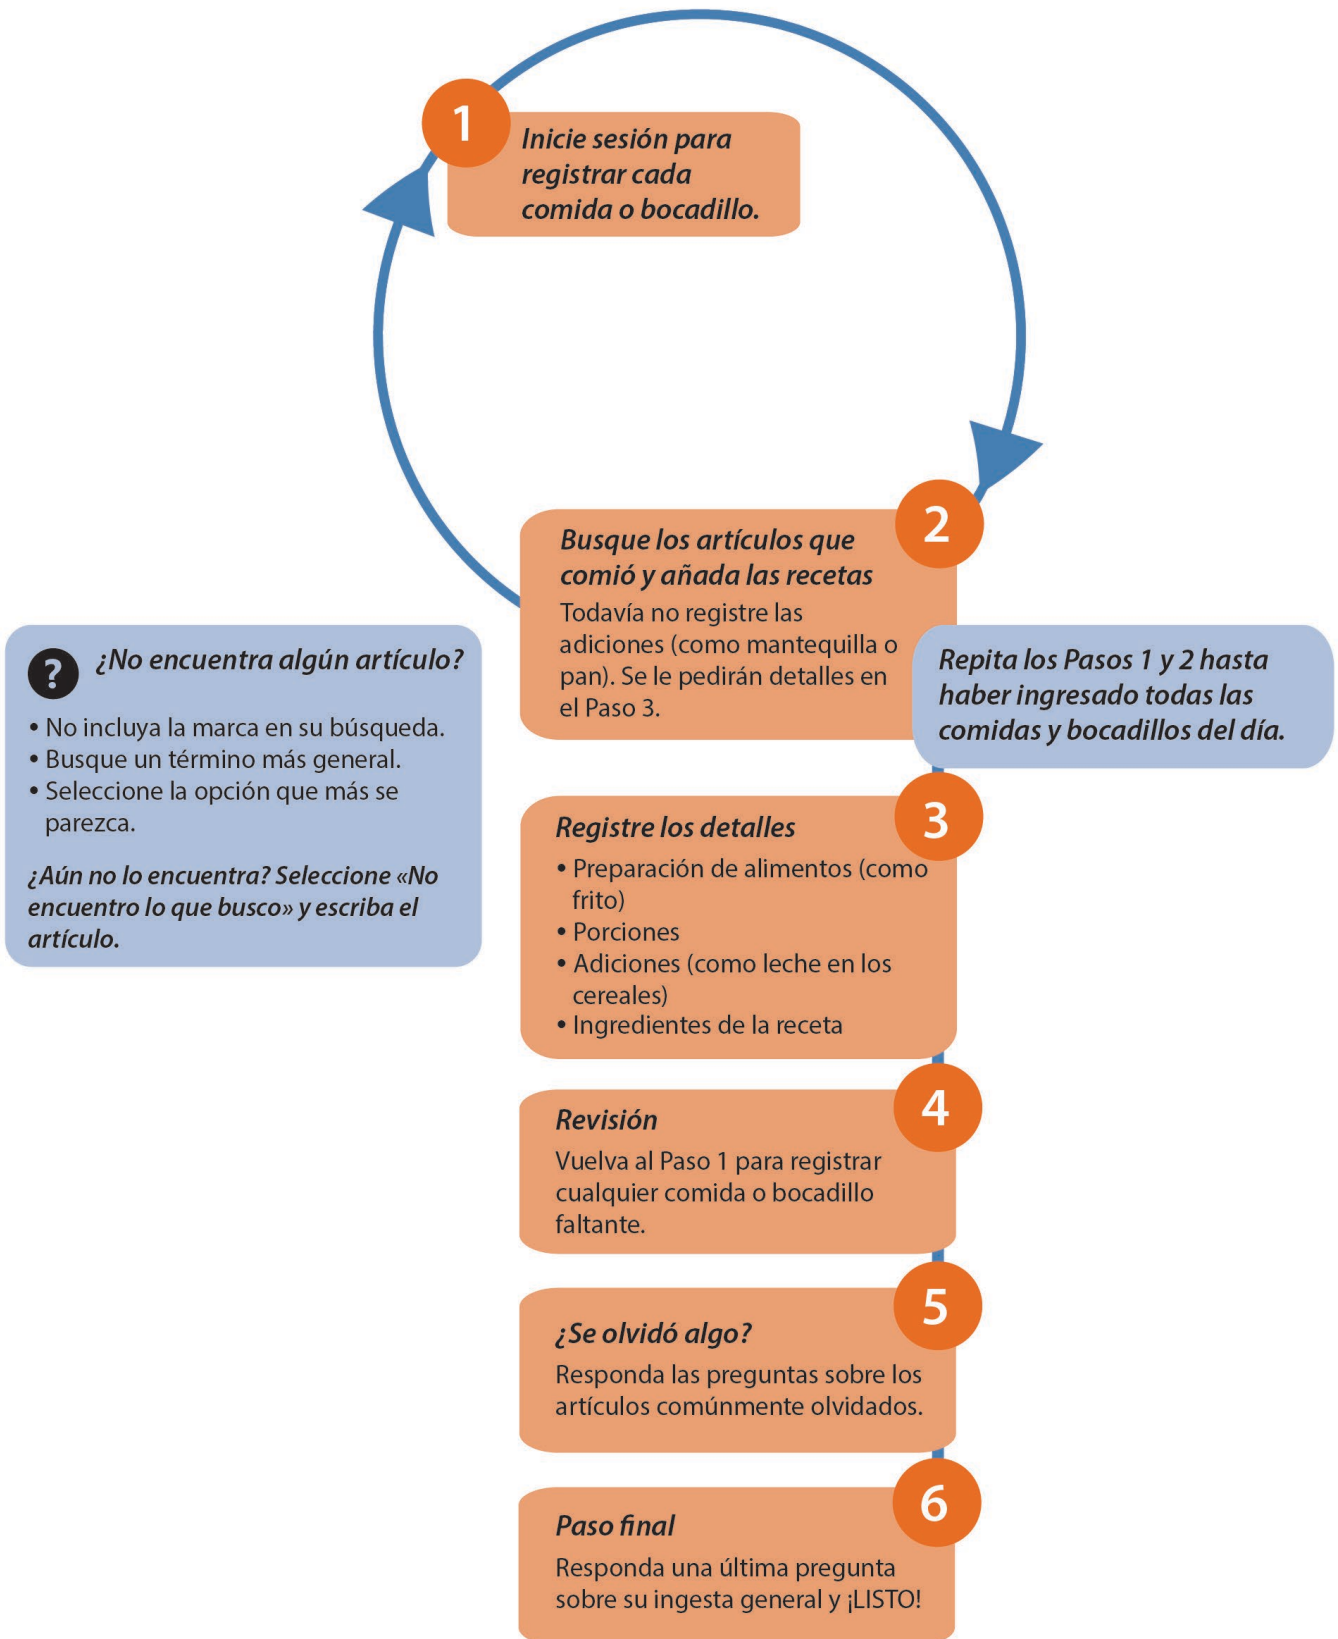 1
Inicie sesión para
registrar cada
comida o bocadillo.
2
Busque los artículos que
comió y añada las recetas
Todavía no registre las
adiciones (como mantequilla o
pan). Se le pedirán detalles en
el Paso 3.
Repita los Pasos 1 y 2 hasta
haber ingresado todas las
comidas y bocadillos del día.
? ¿No encuentra algún artículo?
• No incluya la marca en su búsqueda.
• Busque un término más general.
• Seleccione la opción que más se
parezca.
¿Aún no lo encuentra? Seleccione «No
encuentro lo que busco» y escriba el
artículo.
3
Registre los detalles
• Preparación de alimentos (como
frito)
• Porciones
• Adiciones (como leche en los
cereales)
• Ingredientes de la receta
4
Revisión
Vuelva al Paso 1 para registrar
cualquier comida o bocadillo
faltante.
5
¿Se olvidó algo?
Responda las preguntas sobre los
artículos comúnmente olvidados.
6
Paso final
Responda una última pregunta
sobre su ingesta general y ¡LISTO!